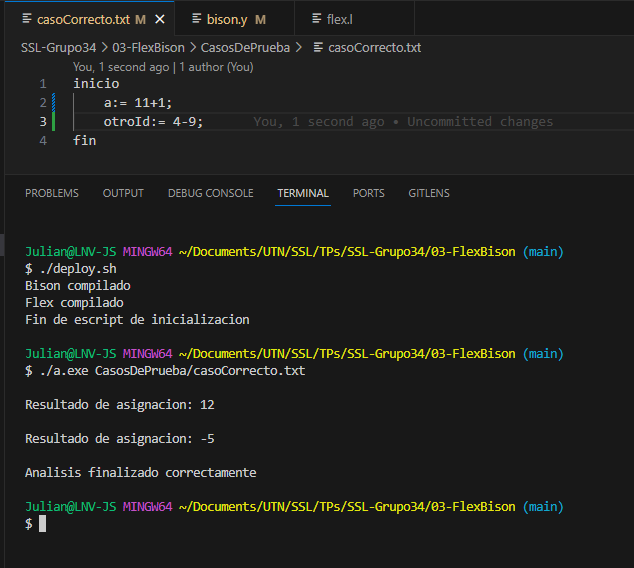 casoCorrecto.txt M × bison.y M flex.l
SSL-Grupo34 > 03-FlexBison > CasosDePrueba > casoCorrecto.txt
You, 1 second ago | 1 author (You)
1 inicio
2 a:= 11+1;
3 otroId:= 4-9; You, 1 second ago • Uncommitted changes
4 fin
PROBLEMS OUTPUT DEBUG CONSOLE TERMINAL PORTS GITLENS
Julian@LNV-JS MINGW64 ~/Documents/UTN/SSL/TPs/SSL-Grupo34/03-FlexBison (main)
$ ./deploy.sh
Bison compilado
Flex compilado
Fin de escript de inicializacion
Julian@LNV-JS MINGW64 ~/Documents/UTN/SSL/TPs/SSL-Grupo34/03-FlexBison (main)
$ ./a.exe CasosDePrueba/casoCorrecto.txt
Resultado de asignacion: 12
Resultado de asignacion: -5
Analisis finalizado correctamente
Julian@LNV-JS MINGW64 ~/Documents/UTN/SSL/TPs/SSL-Grupo34/03-FlexBison (main)
$